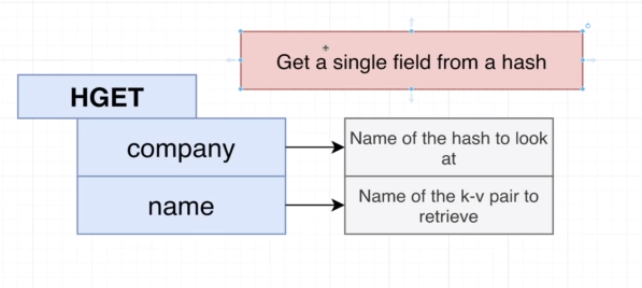 Get a single field from a hash
HGET
company
Name of the hash to look
at
name
Name of the k-v pair to
retrieve